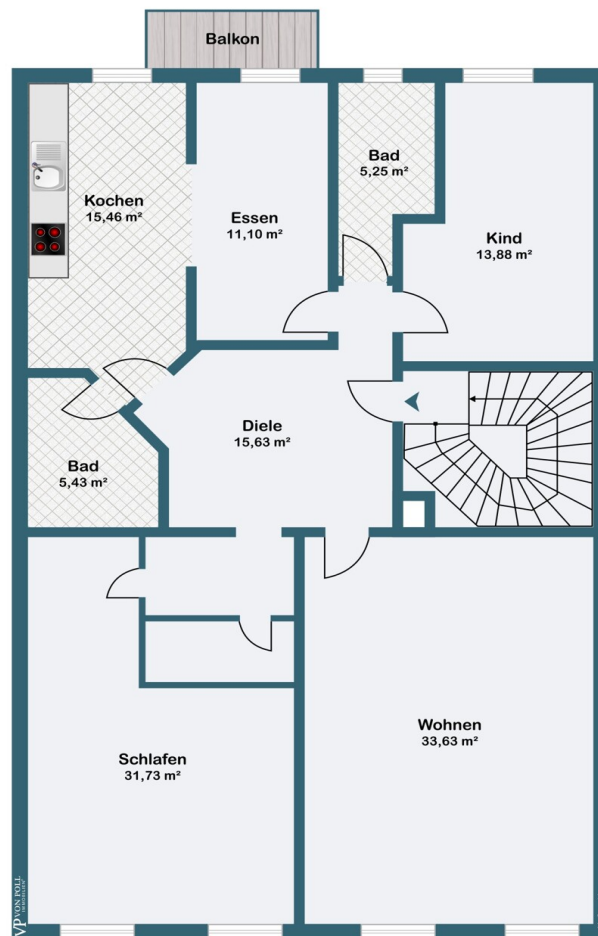 Balkon
Kochen
15,46 m²
Essen
11,10 m²
Bad
5,25 m²
Kind
13,88 m²
Diele
15,63 m²
Bad
5,43 m²
Wohnen
33,63 m²
Schlafen
31,73 m²
VP VON POLL
IMMOBILIEN